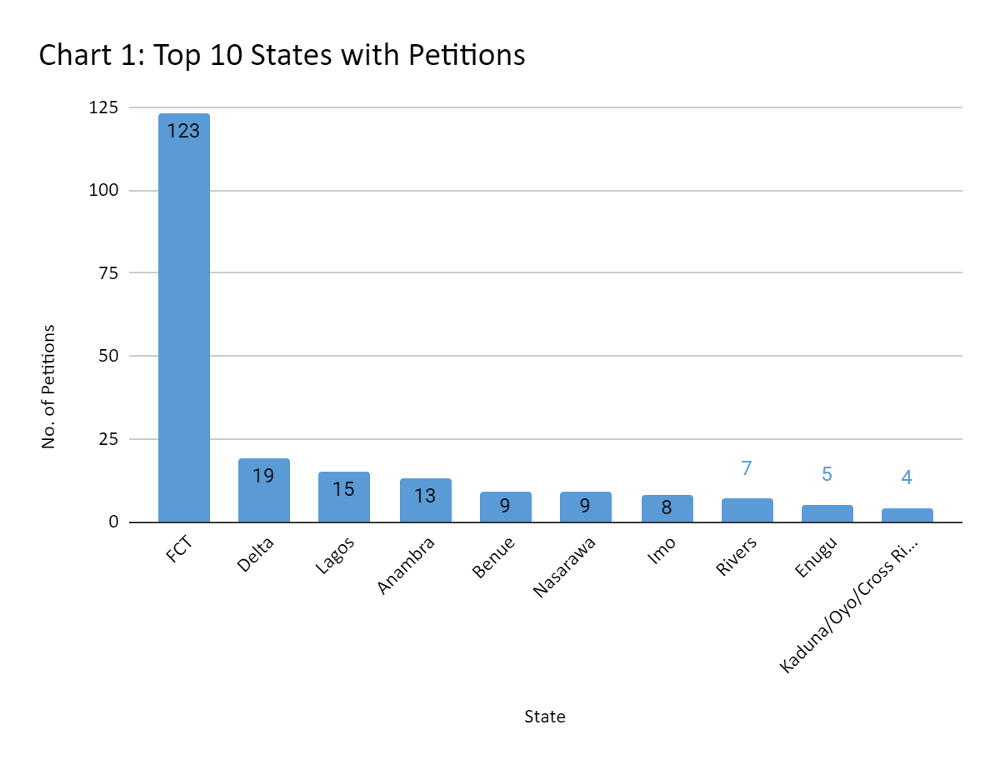 Chart 1: Top 10 States with Petitions
No. of Petitions
125
100
75
50
25
0
123
19
15
13
9
9
8
7
5
4
FCT
Delta
Lagos
Anambra
Benue
Nasarawa
Imo
Rivers
Enugu
Kaduna/Oyo/Cross Ri...
State